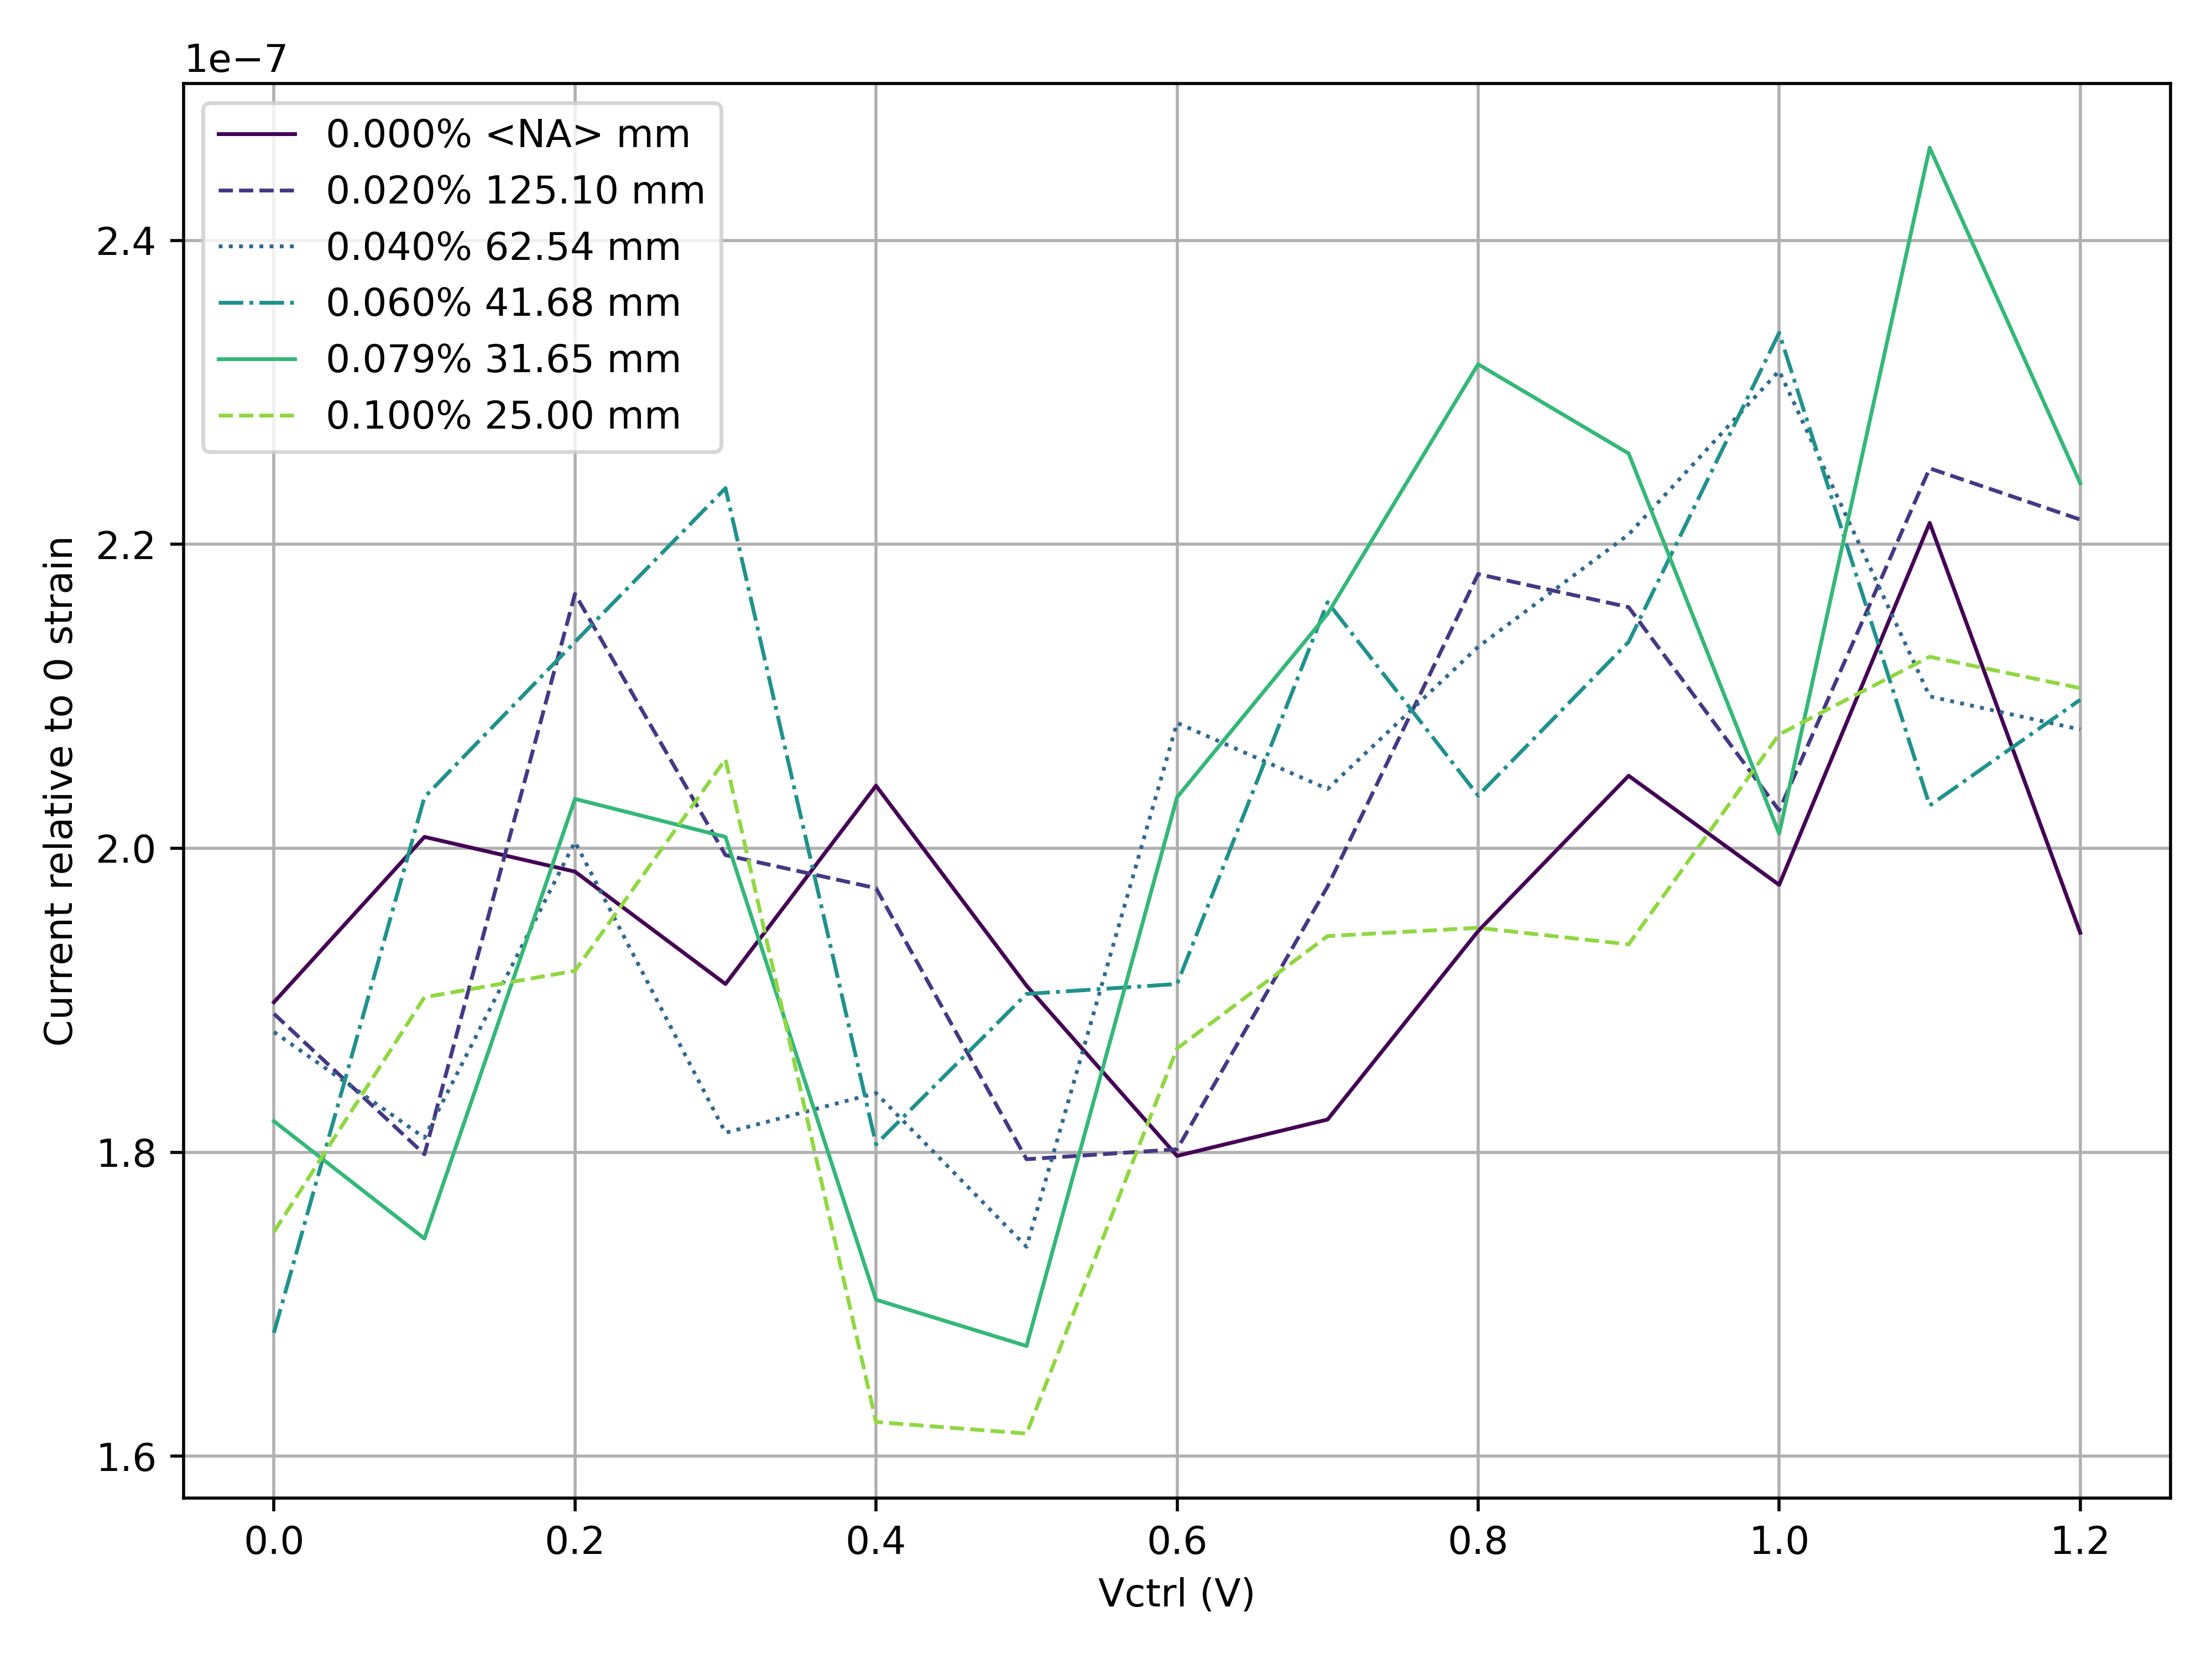 1e−7
0.000% <NA> mm
0.020% 125.10 mm
0.040% 62.54 mm
0.060% 41.68 mm
0.079% 31.65 mm
0.100% 25.00 mm
2.4
2.2
2.0
1.8
1.6
Current relative to 0 strain
0.0 0.2 0.4 0.6 0.8 1.0 1.2
Vctrl (V)